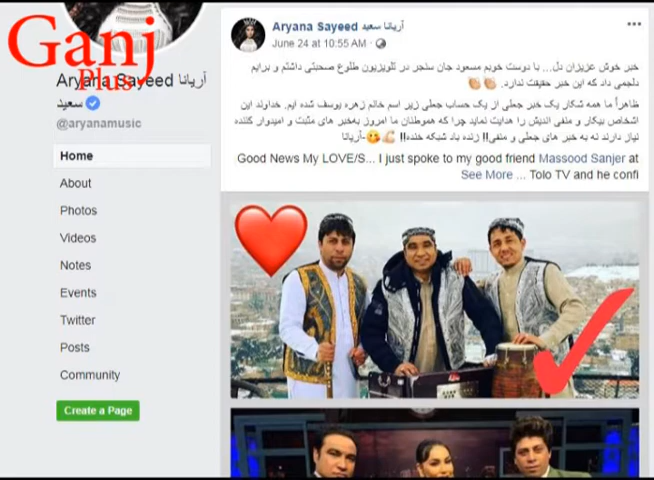 Ganj
Plus
Aryana Sayeed آریانا
سعید
@aryanamusic
Home
About
Photos
Videos
Notes
Events
Twitter
Posts
Community
Create a Page
Aryana Sayeed آریانا سعید
June 24 at 10:55 AM ·
خبر خوش عزیزان دل... با دوست خوبم مسعود جان سنجر در تلویزیون طلوع صحبتی داشتم و برایم
دلجمی داد که این خبر حقیقت ندارد.
ظاهراً ما همه شکار یک خبر جعلی از یک حساب جعلی زیر اسم خانم زهره یوسف شده ایم. خداوند این
اشخاص بیکار و منفی اندیش را هدایت نماید چرا که هموطنان ما امروز به‌خبر های مثبت و امیدوار کننده
نیاز دارند نه به خبر های جعلی و منفی!! زنده باد شبکه خنده!! -آریانا
Good News My LOVE/S... I just spoke to my good friend Massood Sanjer at
See More ... Tolo TV and he confi